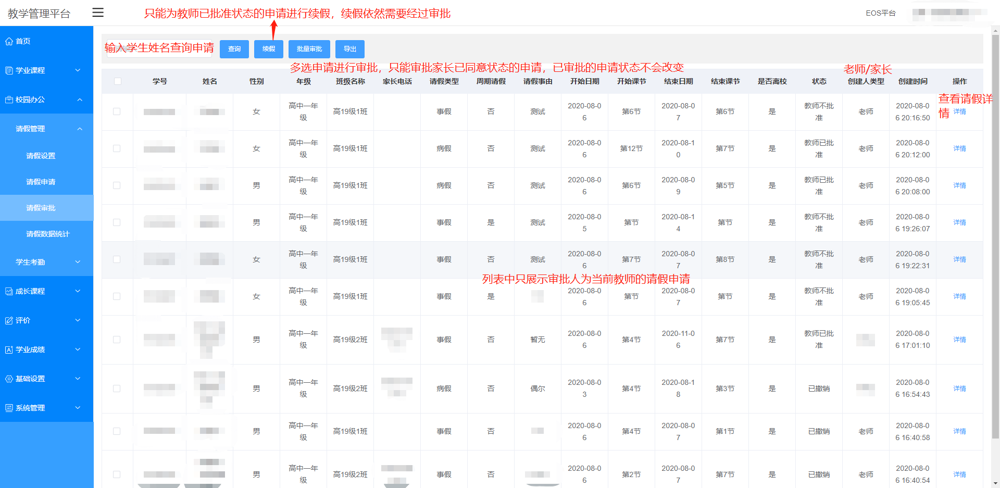 教学管理平台
只能为教师已批准状态的申请进行续假，续假依然需要经过审批
EOS平台
首页
学业课程
校园办公
请假管理
请假设置
请假申请
请假审批
请假数据统计
学生考勤
成长课程
评价
学业成绩
基础设置
系统管理
输入学生姓名查询申请
查询 续假 批量审批 导出
多选申请进行审批，只能审批家长已同意状态的申请，已审批的申请状态不会改变
老师/家长
学号 姓名 性别 年级 班级名称 家长电话 请假类型 周期请假 请假事由 开始日期 开始课节 结束日期 结束课节 是否离校 状态 创建人类型 创建时间 操作
查看请假详
情
女 高中一年级 高19级1班 事假 否 测试 2020-08-06 第6节 2020-08-07 第6节 是 教师不批准 老师 2020-08-06 20:16:50 详情
女 高中一年级 高19级1班 病假 否 测试 2020-08-06 第12节 2020-08-10 第7节 是 教师已批准 老师 2020-08-06 20:12:00 详情
男 高中一年级 高19级1班 病假 否 测试 2020-08-06 第6节 2020-08-09 第5节 是 教师已批准 老师 2020-08-06 20:08:00 详情
男 高中一年级 高19级1班 事假 是 测试 2020-08-05 第节 2020-08-14 第节 是 教师不批准 老师 2020-08-06 19:26:07 详情
女 高中一年级 高19级1班 事假 否 测试 2020-08-06 第7节 2020-08-07 第8节 是 教师不批准 老师 2020-08-06 19:22:31 详情
列表中只展示审批人为当前教师的请假申请
女 高中一年级 高19级1班 事假 是 2020-08-06 第节 2020-08-07 第节 是 教师不批准 老师 2020-08-06 19:05:45 详情
男 高中一年级 高19级2班 事假 否 暂无 2020-08-06 第4节 2020-11-06 第7节 是 教师已批准 2020-08-06 17:01:10 详情
男 高中一年级 高19级2班 病假 否 偶尔 2020-08-03 第4节 2020-08-18 第3节 是 已撤销 2020-08-06 16:54:43 详情
男 高中一年级 高19级1班 事假 否 2020-08-06 第4节 2020-08-07 第1节 是 已撤销 老师 2020-08-06 16:40:58 详情
男 高中一年级 高19级2班 事假 否 2020-08-06 第2节 2020-08-07 第7节 是 已撤销 老师 2020-08-06 16:40:54 详情